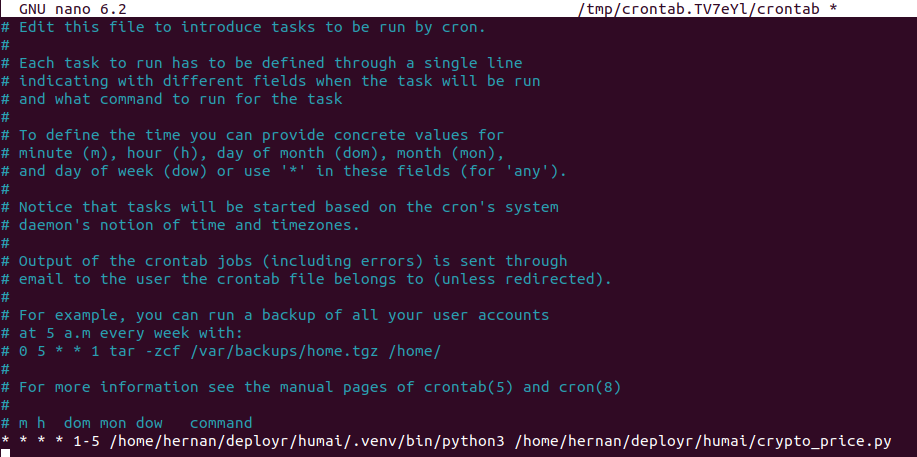 GNU nano 6.2 /tmp/crontab.TV7eYl/crontab *
# Edit this file to introduce tasks to be run by cron.
#
# Each task to run has to be defined through a single line
# indicating with different fields when the task will be run
# and what command to run for the task
#
# To define the time you can provide concrete values for
# minute (m), hour (h), day of month (dom), month (mon),
# and day of week (dow) or use '*' in these fields (for 'any').
#
# Notice that tasks will be started based on the cron's system
# daemon's notion of time and timezones.
#
# Output of the crontab jobs (including errors) is sent through
# email to the user the crontab file belongs to (unless redirected).
#
# For example, you can run a backup of all your user accounts
# at 5 a.m every week with:
# 0 5 * * 1 tar -zcf /var/backups/home.tgz /home/
#
# For more information see the manual pages of crontab(5) and cron(8)
#
# m h  dom mon dow   command
* * * * 1-5 /home/hernan/deployr/humai/.venv/bin/python3 /home/hernan/deployr/humai/crypto_price.py